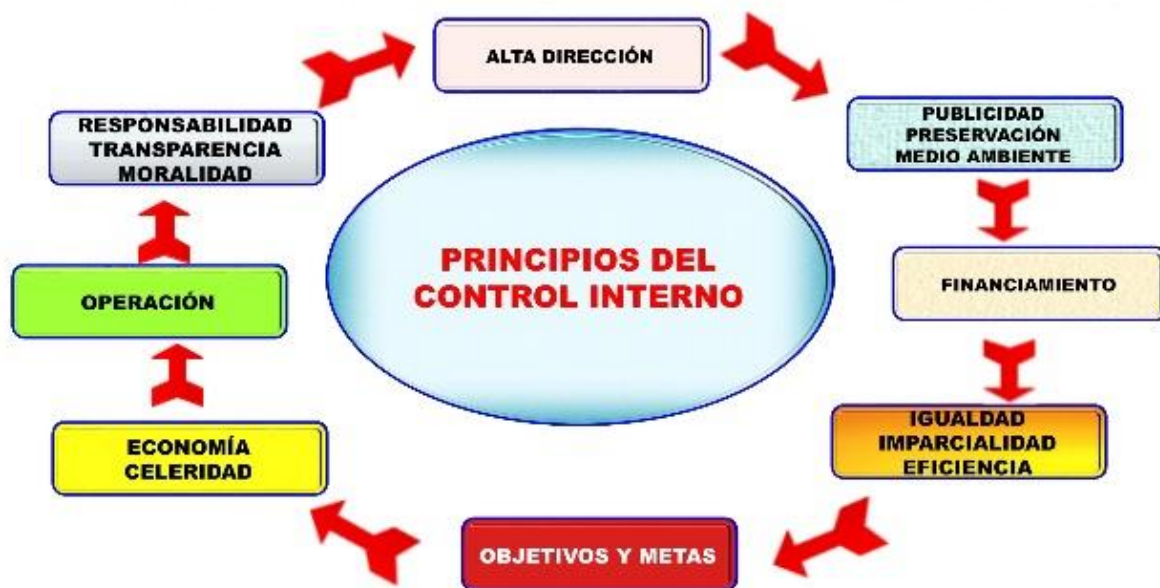 ALTA DIRECCIÓN
PUBLICIDAD
PRESERVACIÓN
MEDIO AMBIENTE
FINANCIAMIENTO
IGUALDAD
IMPARCIALIDAD
EFICIENCIA
OBJETIVOS Y METAS
ECONOMÍA
CELERIDAD
OPERACIÓN
RESPONSABILIDAD
TRANSPARENCIA
MORALIDAD
PRINCIPIOS DEL
CONTROL INTERNO